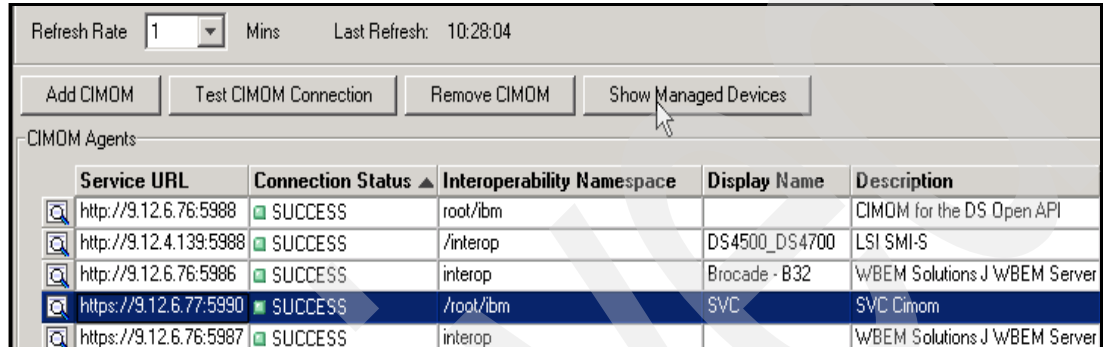 Refresh Rate 1 Mins Last Refresh: 10:28:04
Add CIMOM Test CIMOM Connection Remove CIMOM Show Managed Devices
CIMOM Agents
Service URL Connection Status Interoperability Namespace Display Name Description
http://9.12.6.76:5988 SUCCESS root/ibm CIMOM for the DS Open API
http://9.12.4.139:5988 SUCCESS /interop DS4500_DS4700 LSI SMI-S
http://9.12.6.76:5986 SUCCESS interop Brocade - B32 WBEM Solutions J WBEM Server
https://9.12.6.77:5990 SUCCESS /root/ibm SVC SVC Cimom
https://9.12.6.76:5987 SUCCESS interop WBEM Solutions J WBEM Server